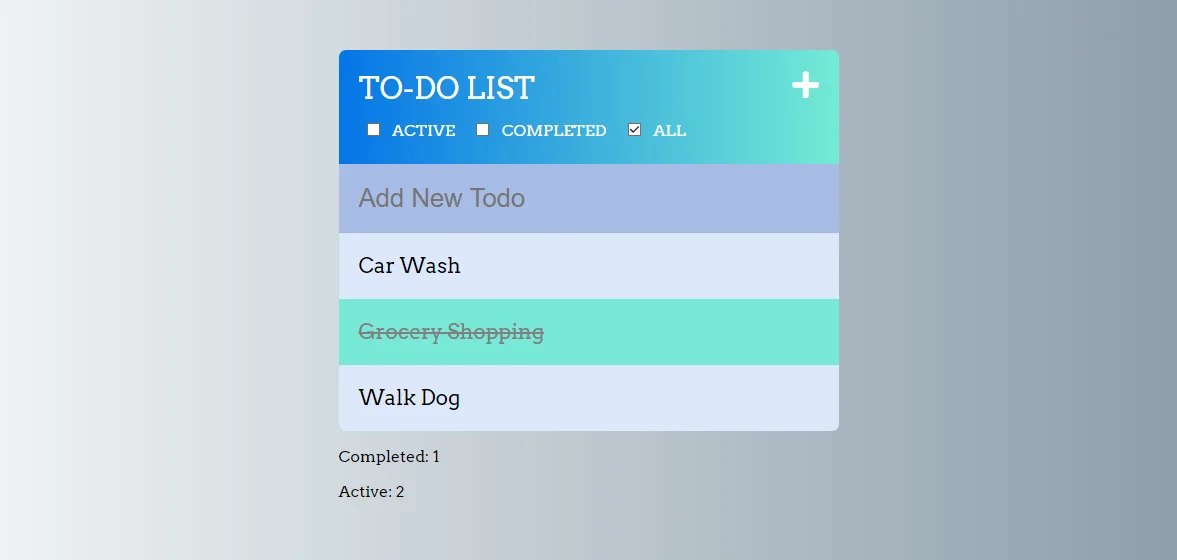 TO-DO LIST
ACTIVE COMPLETED ALL
Add New Todo
Car Wash
Grocery Shopping
Walk Dog
Completed: 1
Active: 2